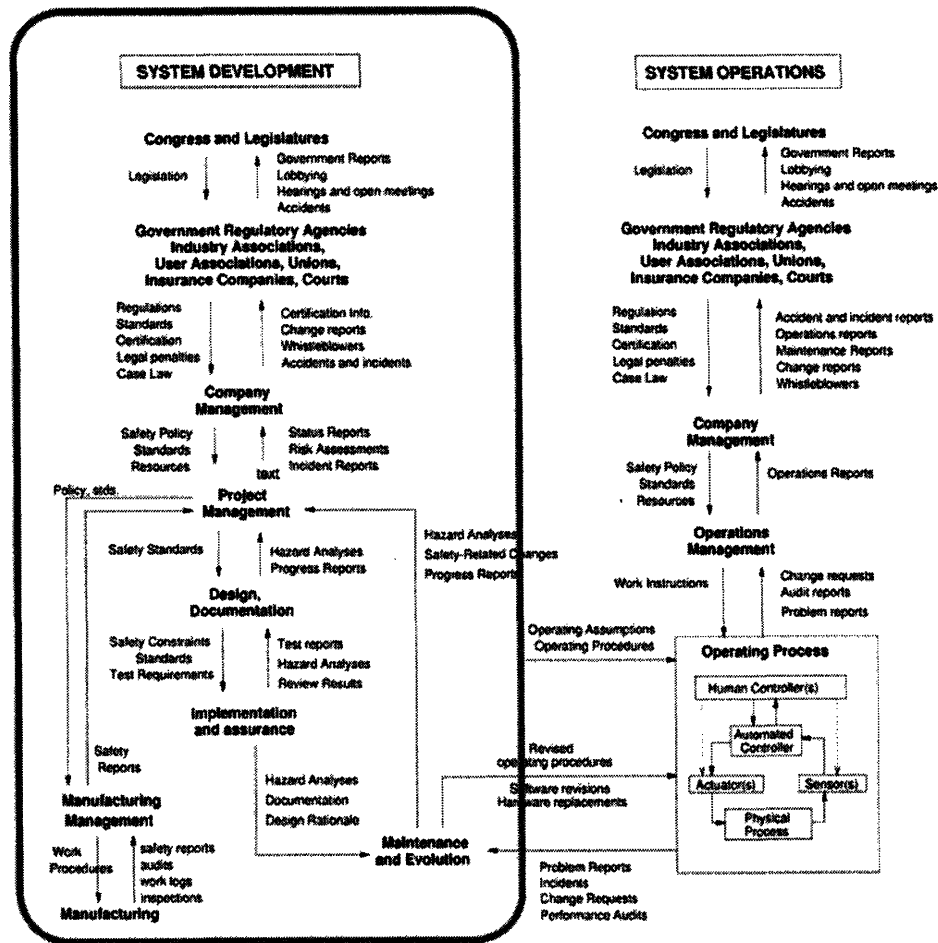 SYSTEM DEVELOPMENT
Congress and Legislatures
Legislation
Government Reports
Lobbying
Hearings and open meetings
Accidents
Government Regulatory Agencies
Industry Associations,
User Associations, Unions,
Insurance Companies, Courts
Regulations
Standards
Certification
Legal penalties
Case Law
Certification Info.
Change reports
Whistleblowers
Accidents and incidents
Company
Management
Safety Policy
Standards
Resources
Status Reports
Risk Assessments
Incident Reports
text
Policy, stds.
Project
Management
Safety Standards
Hazard Analyses
Progress Reports
Hazard Analyses
Safety-Related Changes
Progress Reports
Design,
Documentation
Safety Constraints
Standards
Test Requirements
Test reports
Hazard Analyses
Review Results
Implementation
and assurance
Safety
Reports
Hazard Analyses
Documentation
Design Rationale
Manufacturing
Management
Work
Procedures
safety reports
audits
work logs
inspections
Manufacturing
Maintenance
and Evolution
SYSTEM OPERATIONS
Congress and Legislatures
Legislation
Government Reports
Lobbying
Hearings and open meetings
Accidents
Government Regulatory Agencies
Industry Associations,
User Associations, Unions,
Insurance Companies, Courts
Regulations
Standards
Certification
Legal penalties
Case Law
Accident and incident reports
Operations reports
Maintenance Reports
Change reports
Whistleblowers
Company
Management
Safety Policy
Standards
Resources
Operations Reports
Operations
Management
Work Instructions
Change requests
Audit reports
Problem reports
Operating Assumptions
Operating Procedures
Operating Process
Human Controller(s)
Automated
Controller
Actuator(s)
Sensor(s)
Physical
Process
Revised
operating procedures
Software revisions
Hardware replacements
Problem Reports
Incidents
Change Requests
Performance Audits